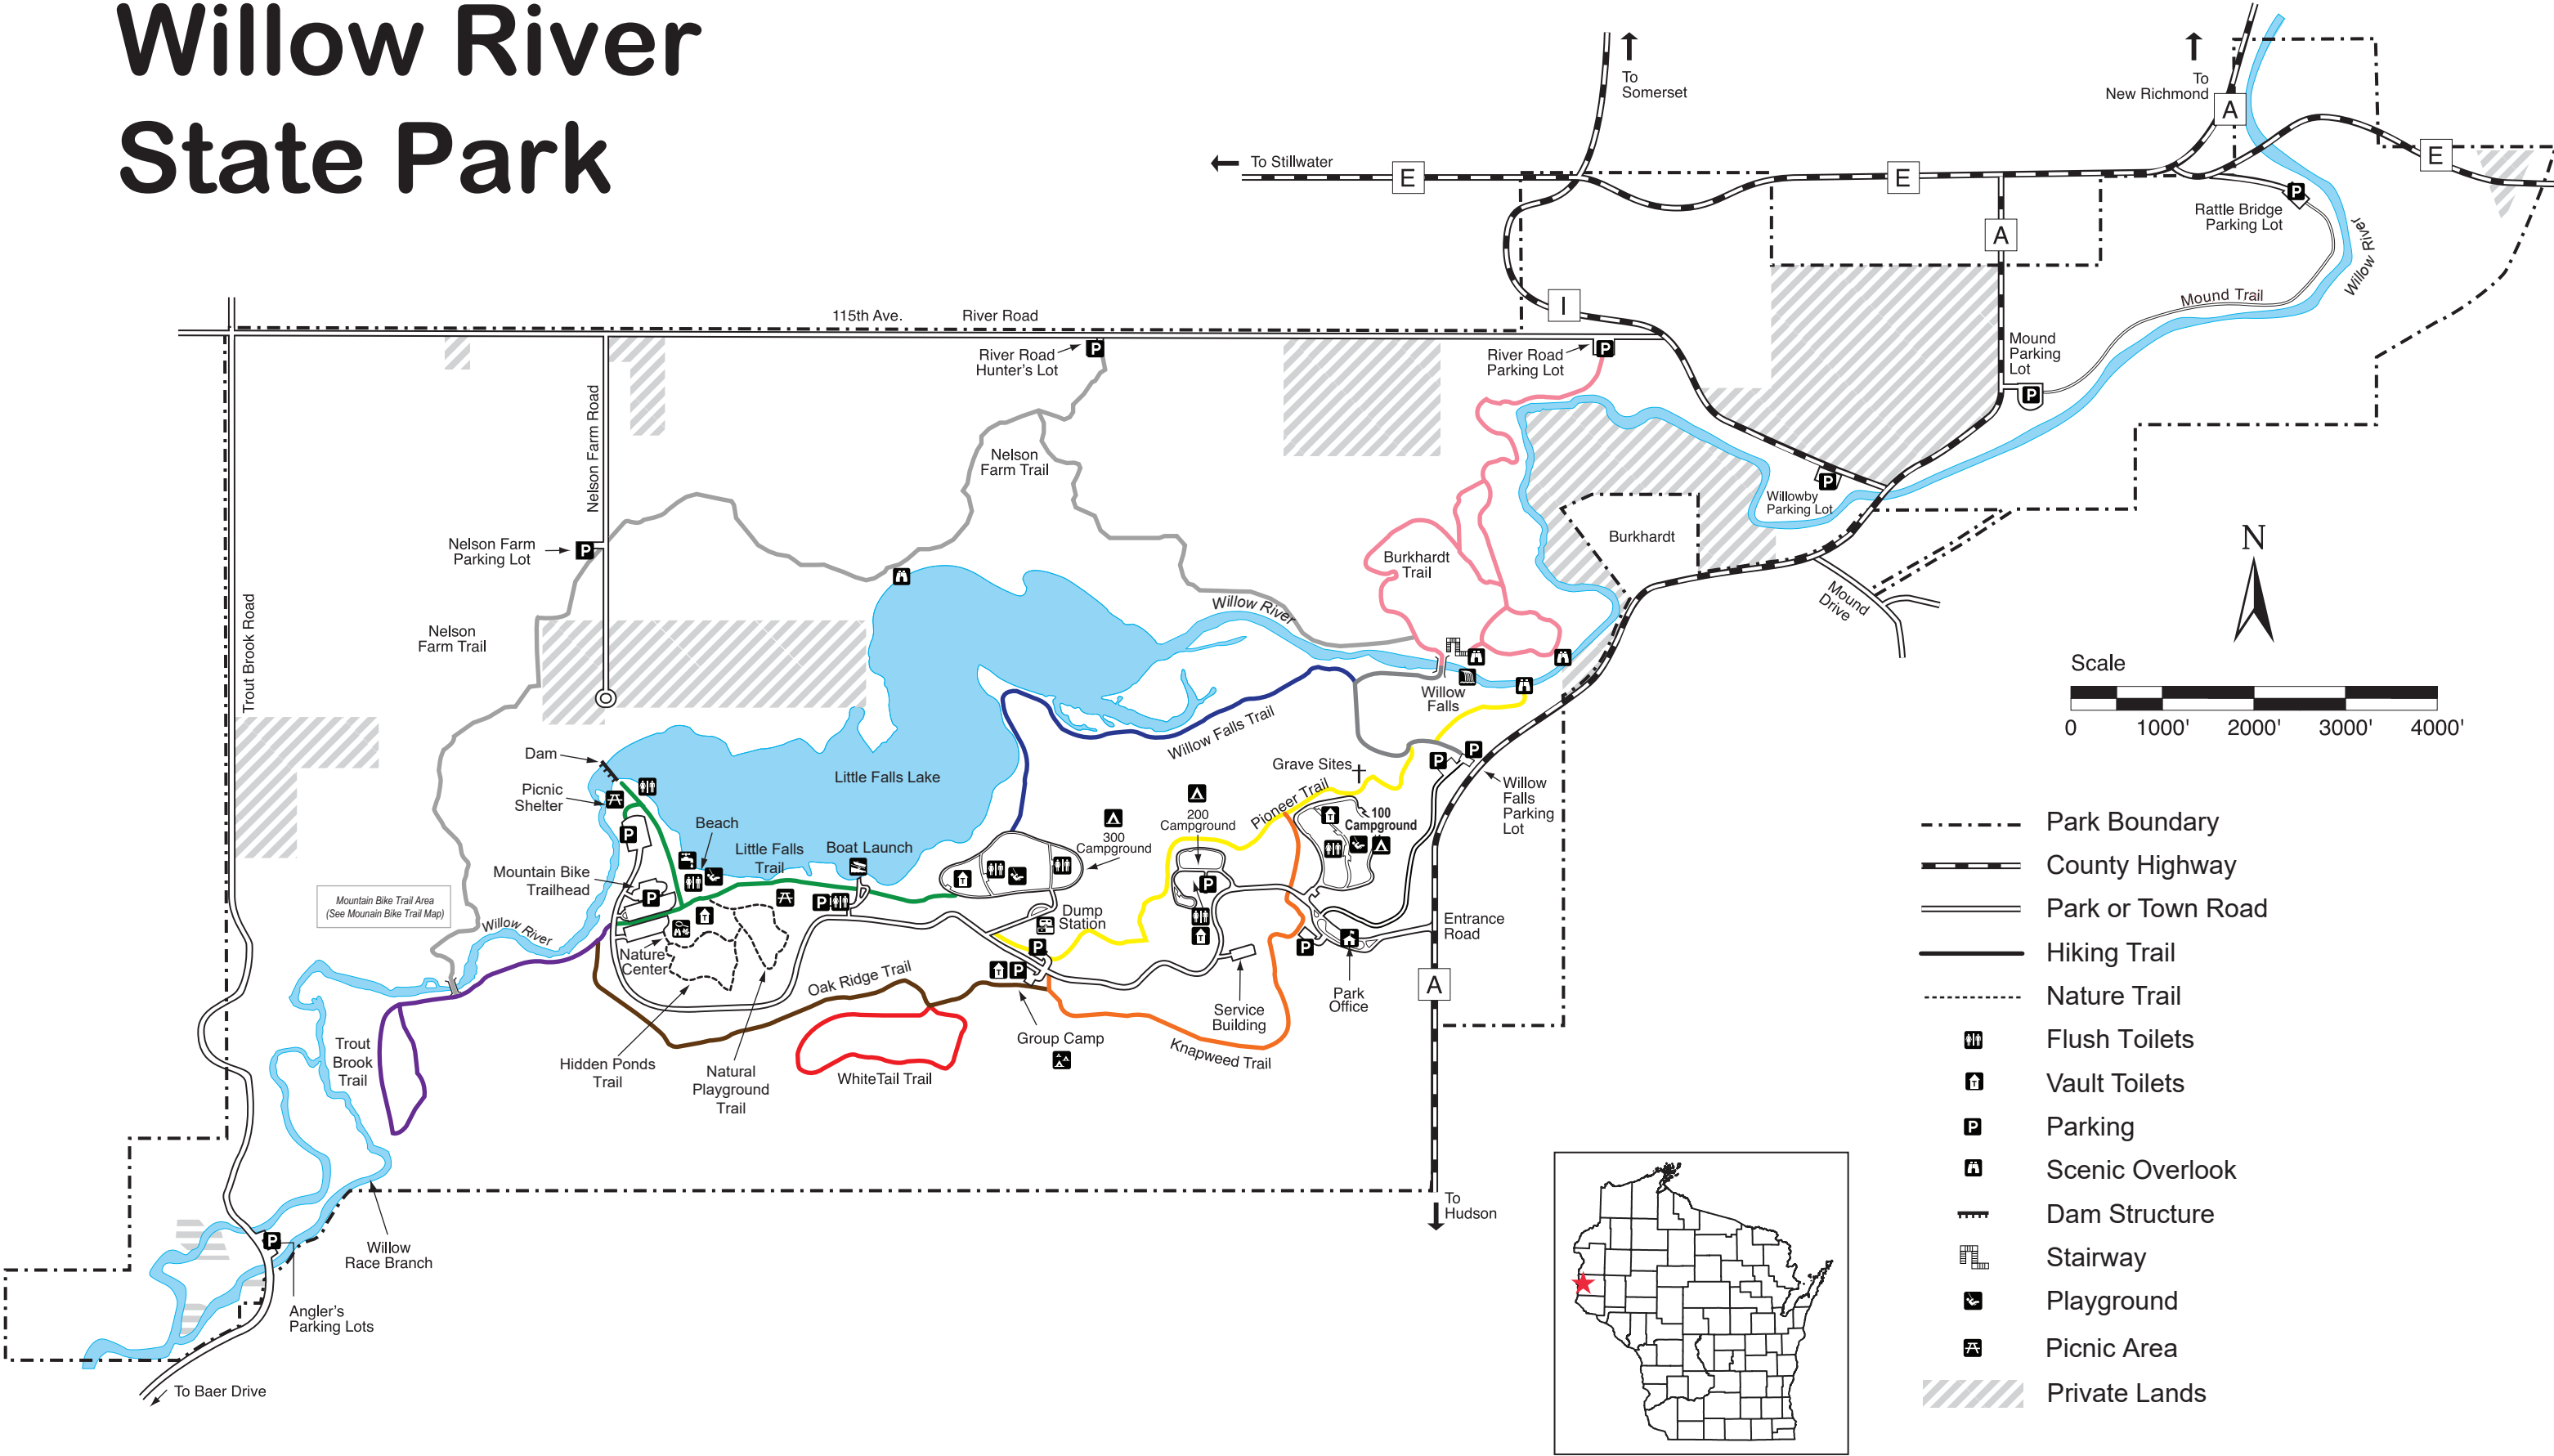 Willow River
State Park
To
Somerset
To
New Richmond
A
To Stillwater
E
E
E
Rattle Bridge
Parking Lot
Willow River
A
Mound Trail
I
115th Ave.
River Road
River Road
Hunter's Lot
P
River Road
Parking Lot
P
Mound
Parking
Lot
P
Nelson Farm Road
Nelson
Farm Trail
Willowby
Parking Lot
P
Burkhardt
Nelson Farm
Parking Lot
P
Burkhardt
Trail
Mound
Drive
N
Trout Brook Road
Nelson
Farm Trail
Willow River
Scale
0
1000'
2000'
3000'
4000'
Willow
Falls
Willow Falls Trail
Dam
Little Falls Lake
Grave Sites
Picnic
Shelter
Pioneer Trail
Willow
Falls
Parking
Lot
200
Campground
100
Campground
300
Campground
Beach
Little Falls
Trail
Boat Launch
Mountain Bike
Trailhead
Mountain Bike Trail Area
(See Mounain Bike Trail Map)
Willow River
Dump
Station
Entrance
Road
Nature
Center
Oak Ridge Trail
A
Park
Office
Service
Building
Group Camp
Knapweed Trail
Trout
Brook
Trail
Hidden Ponds
Trail
Natural
Playground
Trail
WhiteTail Trail
To
Hudson
Willow
Race Branch
P
Angler's
Parking Lots
To Baer Drive
Park Boundary
County Highway
Park or Town Road
Hiking Trail
Nature Trail
Flush Toilets
Vault Toilets
P
Parking
Scenic Overlook
Dam Structure
Stairway
Playground
Picnic Area
Private Lands